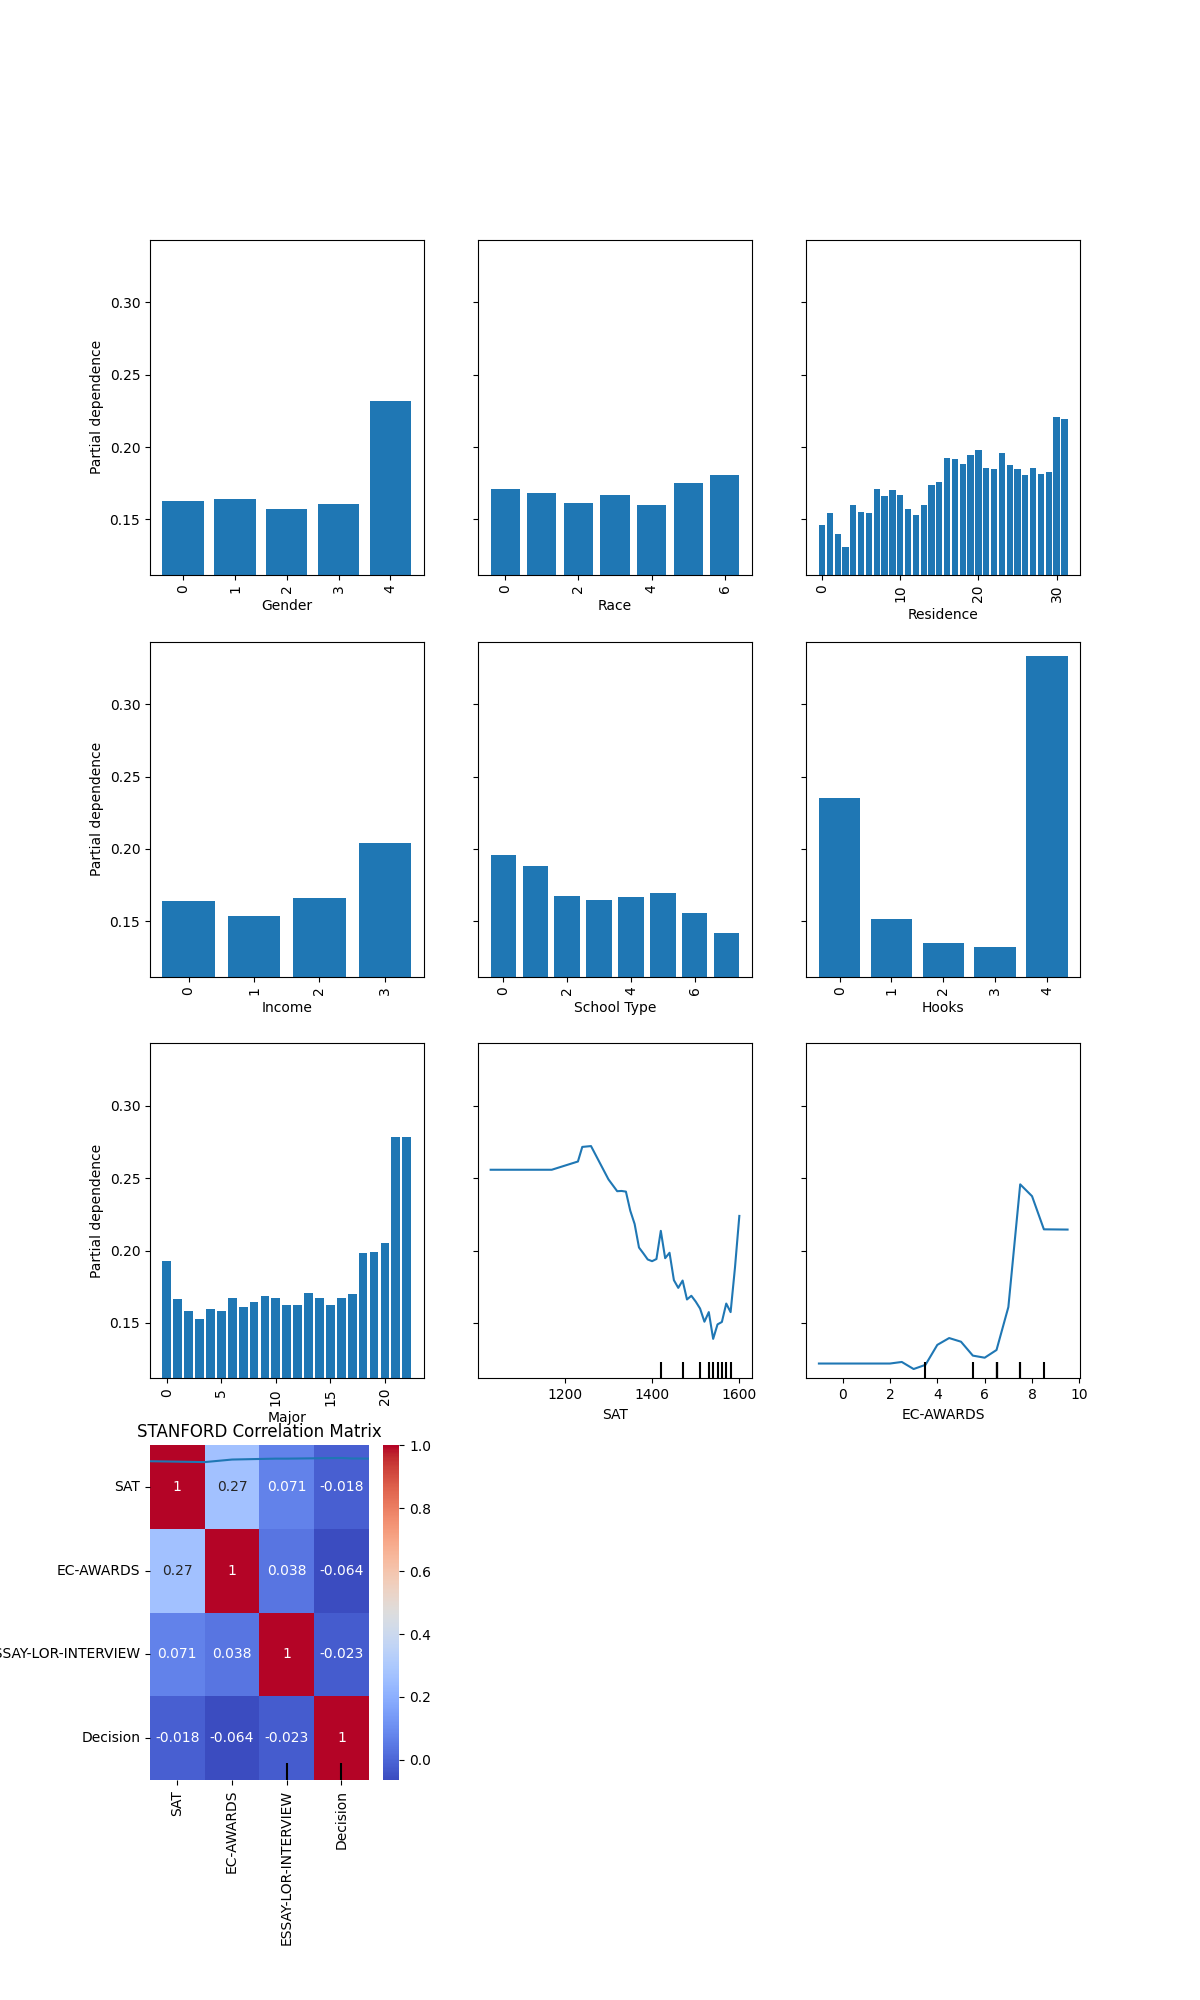 Partial dependence
0.30
0.25
0.20
0.15
0 1 2 3 4
Gender
0 2 4 6
Race
0 10 20 30
Residence
Partial dependence
0.30
0.25
0.20
0.15
0 1 2 3
Income
0 2 4 6
School Type
0 1 2 3 4
Hooks
Partial dependence
0.30
0.25
0.20
0.15
0 5 10 15 20
Major
1200 1400 1600
SAT
0 2 4 6 8 10
EC-AWARDS
STANFORD Correlation Matrix
SAT 1 0.27 0.071 -0.018
EC-AWARDS 0.27 1 0.038 -0.064
SSAY-LOR-INTERVIEW 0.071 0.038 1 -0.023
Decision -0.018 -0.064 -0.023 1
SAT
EC-AWARDS
ESSAY-LOR-INTERVIEW
Decision
1.0
0.8
0.6
0.4
0.2
0.0